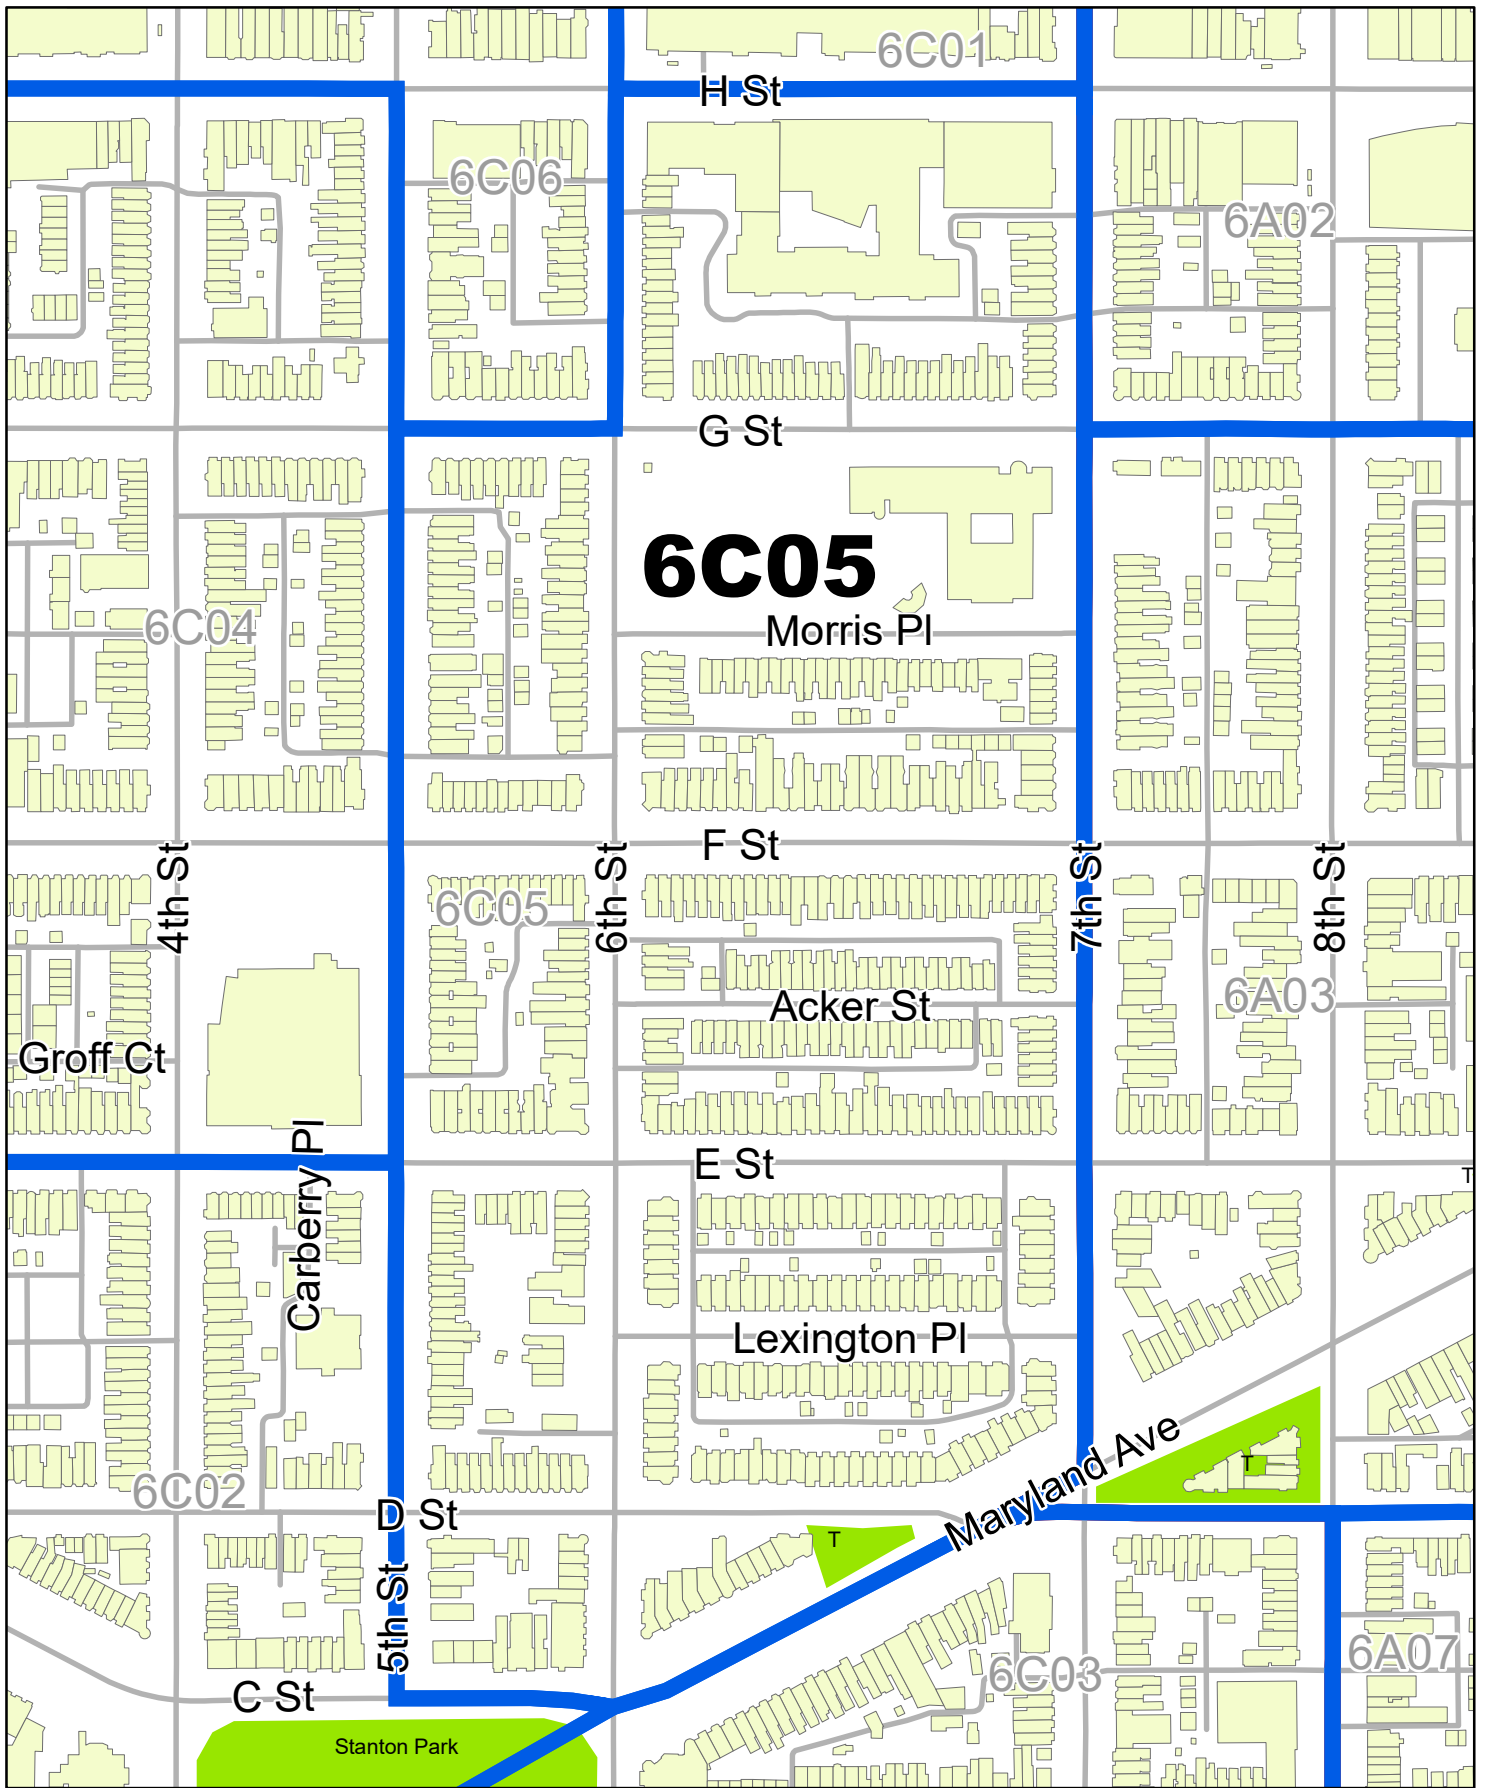 6C01
H St
6C06
6A02
G St
6C05
6C04
Morris Pl
F St
4th St
6th St
7th St
8th St
6C05
6A03
Acker St
Groff Ct
Carberry Pl
E St
T
Lexington Pl
Maryland Ave
T
6C02
D St
T
5th St
6C03
6A07
C St
Stanton Park